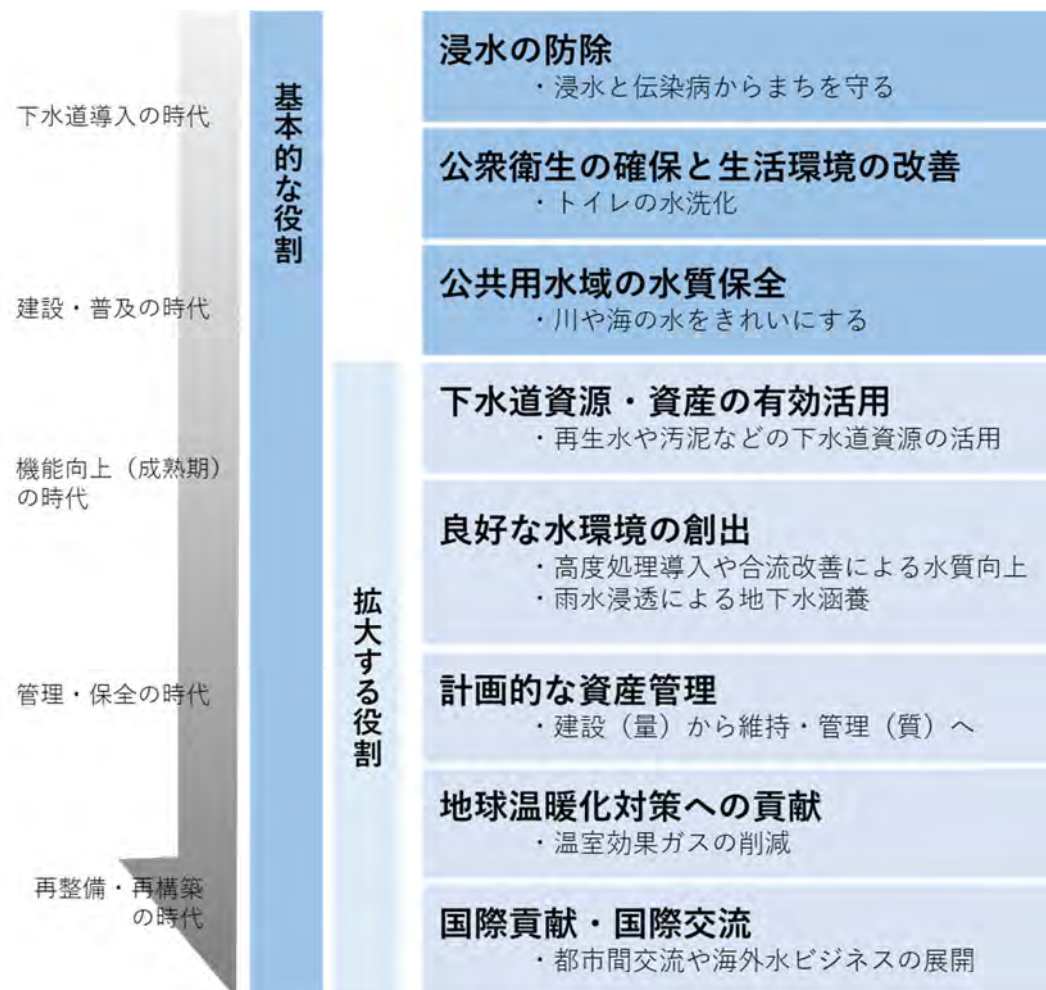 下水道導入の時代
建設・普及の時代
機能向上（成熟期）
の時代
管理・保全の時代
再整備・再構築
の時代
基本的な役割
拡大する役割
浸水の防除
・浸水と伝染病からまちを守る
公衆衛生の確保と生活環境の改善
・トイレの水洗化
公共用水域の水質保全
・川や海の水をきれいにする
下水道資源・資産の有効活用
・再生水や汚泥などの下水道資源の活用
良好な水環境の創出
・高度処理導入や合流改善による水質向上
・雨水浸透による地下水涵養
計画的な資産管理
・建設（量）から維持・管理（質）へ
地球温暖化対策への貢献
・温室効果ガスの削減
国際貢献・国際交流
・都市間交流や海外水ビジネスの展開